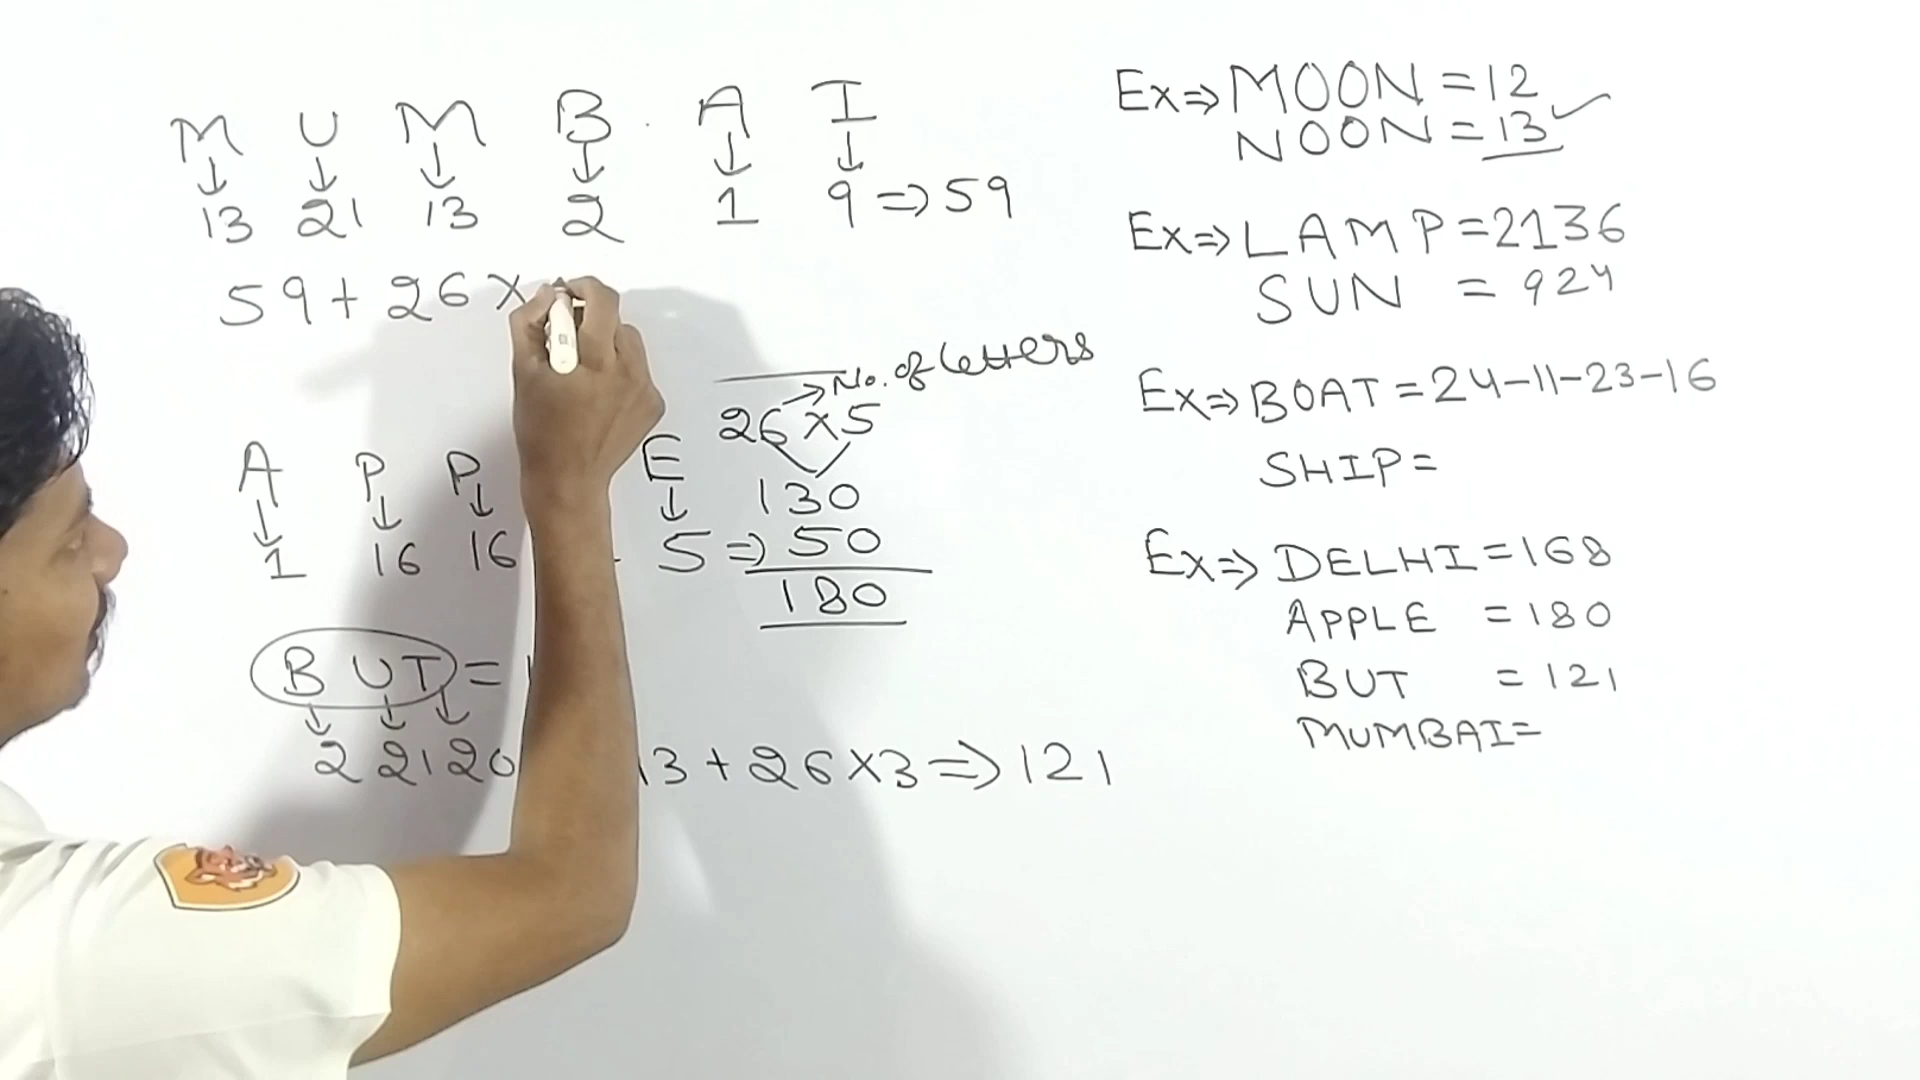 M U M B A I
13 21 13 2 1 9 => 59
59 + 26 ×
→ No. of letters
26 × 5
130
A P P E
1 16 16 5 => 50
180
B U T =
2 21 20 13 + 26 × 3 => 121
Ex => MOON = 12
NOON = 13
Ex => LAMP = 2136
SUN = 924
Ex => BOAT = 24-11-23-16
SHIP =
Ex => DELHI = 168
APPLE = 180
BUT = 121
MUMBAI =